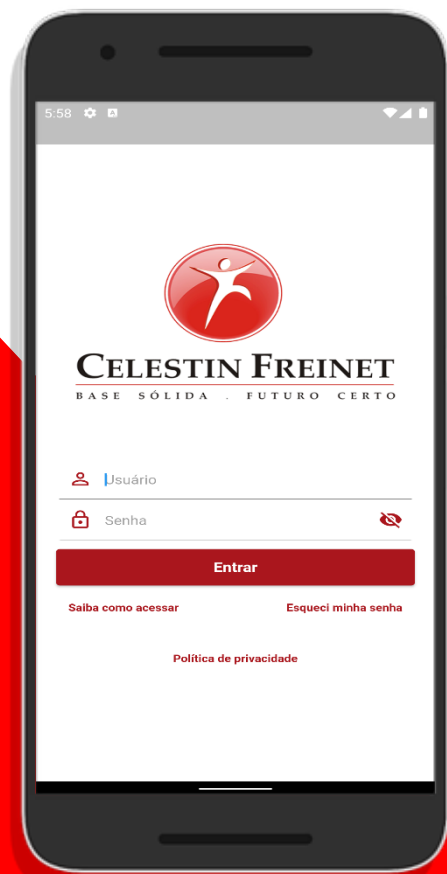 5:58
CELESTIN FREINET
BASE SÓLIDA . FUTURO CERTO
Usuário
Senha
Entrar
Saiba como acessar Esqueci minha senha
Política de privacidade